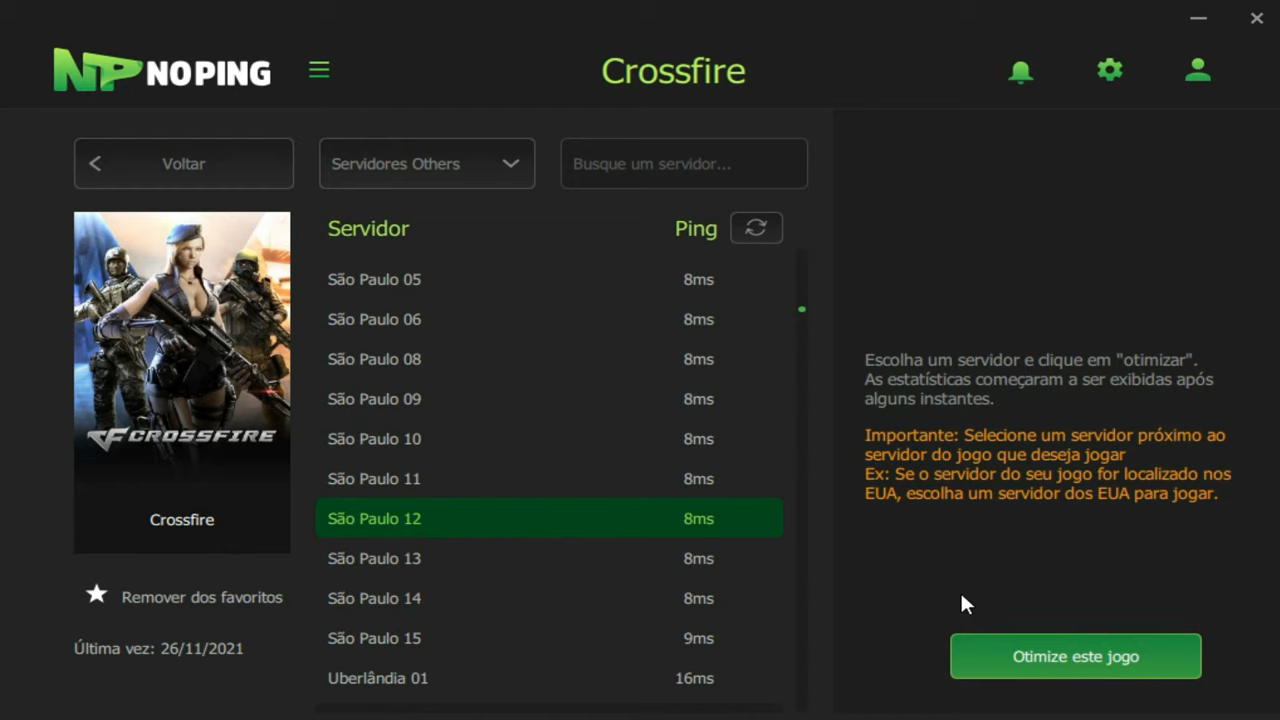 NP NOPING
Crossfire
Voltar
Servidores Others
Busque um servidor...
Servidor
Ping
São Paulo 05 8ms
São Paulo 06 8ms
São Paulo 08 8ms
São Paulo 09 8ms
São Paulo 10 8ms
São Paulo 11 8ms
São Paulo 12 8ms
São Paulo 13 8ms
São Paulo 14 8ms
São Paulo 15 9ms
Uberlândia 01 16ms
CF CROSSFIRE
Crossfire
Remover dos favoritos
Última vez: 26/11/2021
Escolha um servidor e clique em "otimizar".
As estatísticas começaram a ser exibidas após
alguns instantes.
Importante: Selecione um servidor próximo ao
servidor do jogo que deseja jogar
Ex: Se o servidor do seu jogo for localizado nos
EUA, escolha um servidor dos EUA para jogar.
Otimize este jogo